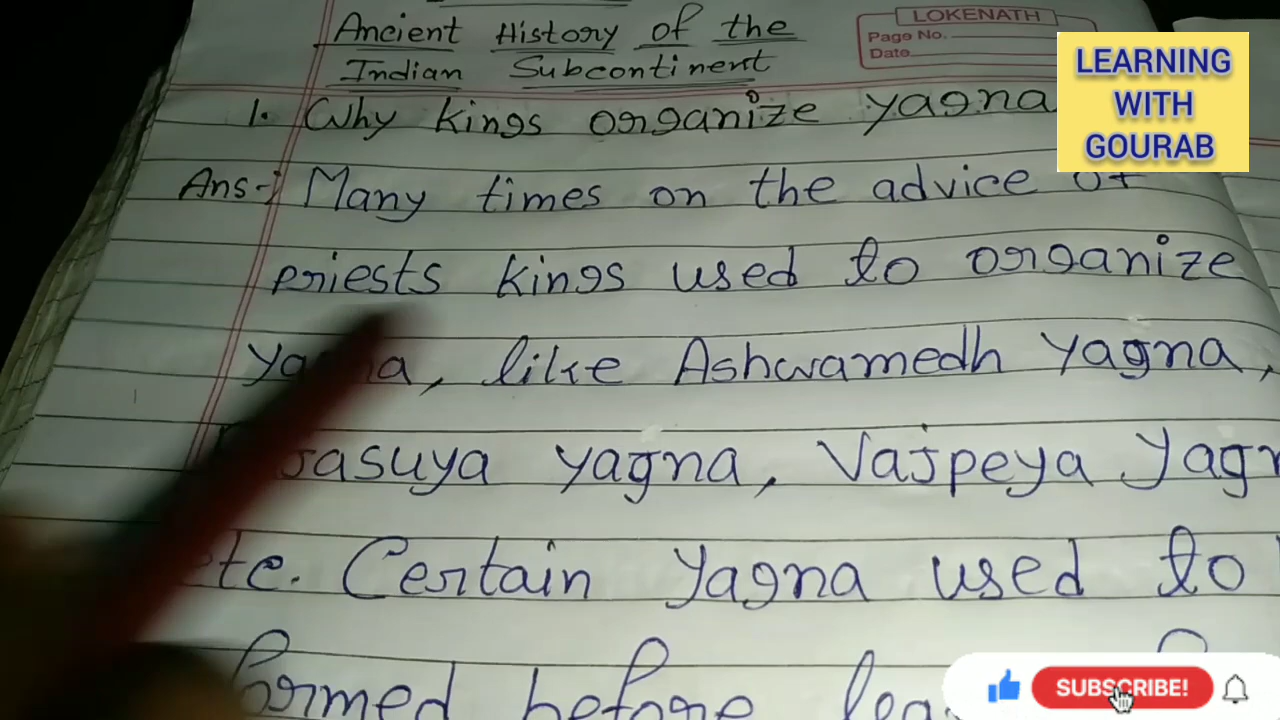 Ancient History of the
Indian Subcontinent
LOKENATH
Page No.
Date
LEARNING
WITH
GOURAB
1. Why kings organize yagna
Ans-: Many times on the advice of
priests kings used to organize
yagna, like Ashwamedh Yagna,
yagna, Vajpeya
etc. Certain Yagna used to
before
SUBSCRIBE!